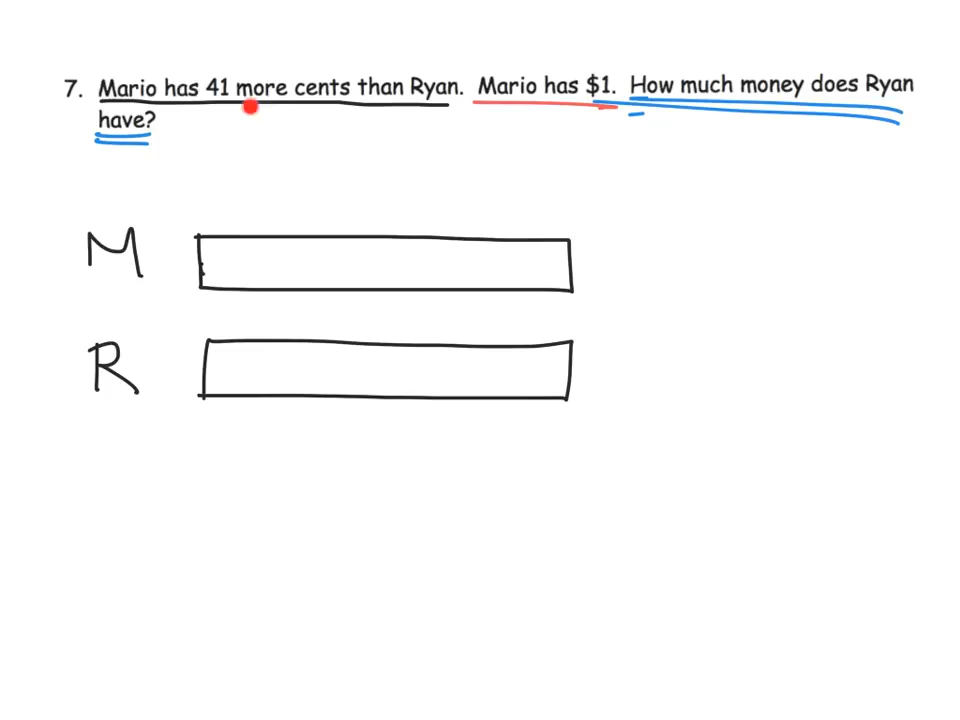 7. Mario has 41 more cents than Ryan. Mario has $1. How much money does Ryan
have?
M
R